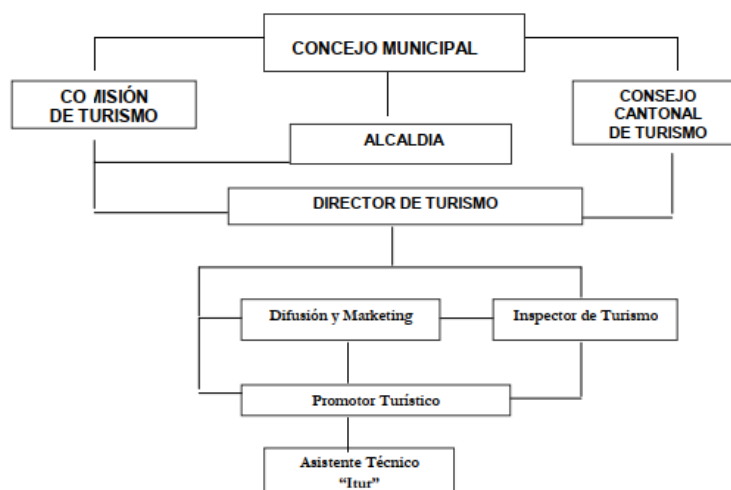 CONCEJO MUNICIPAL
COMISIÓN
DE TURISMO
CONSEJO
CANTONAL
DE TURISMO
ALCALDIA
DIRECTOR DE TURISMO
Difusión y Marketing
Inspector de Turismo
Promotor Turístico
Asistente Técnico
“Itur”